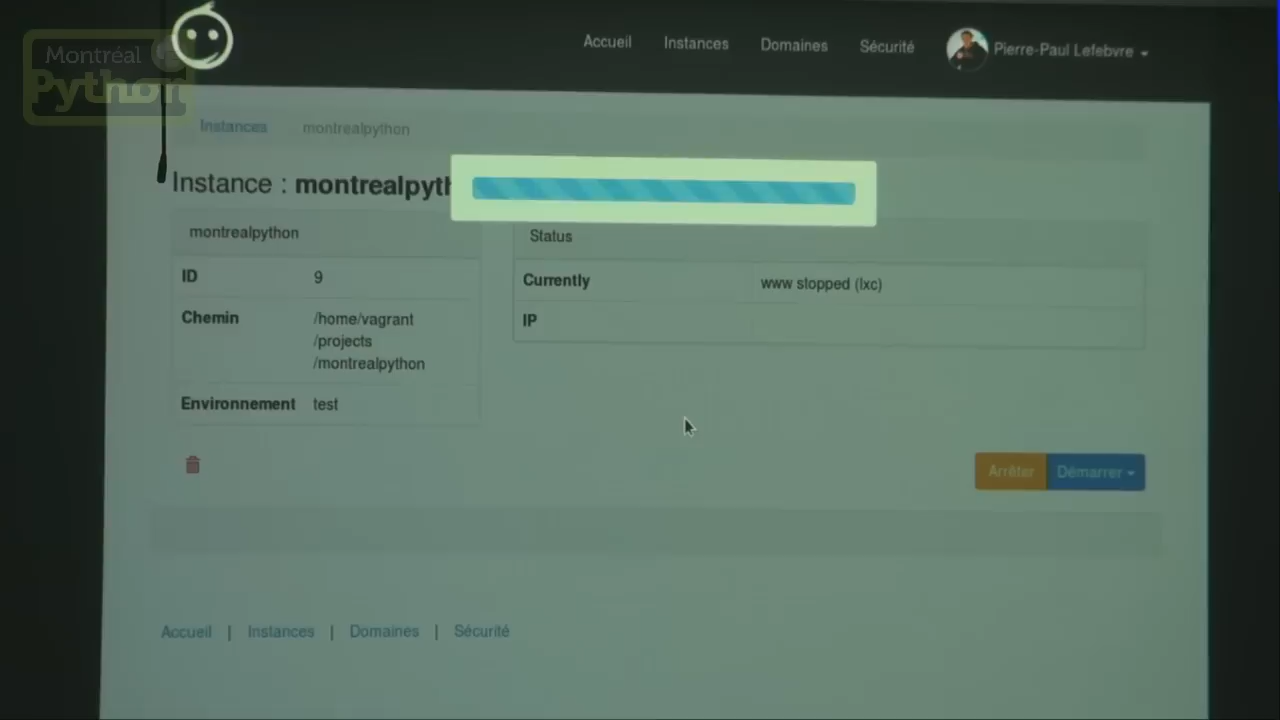 Montréal
Python
Accueil Instances Domaines Sécurité Pierre-Paul Lefebvre
Instances montrealpython
Instance : montrealpyth
montrealpython
ID 9
Chemin /home/vagrant
/projects
/montrealpython
Environnement test
Status
Currently www stopped (lxc)
IP
Arrêter Démarrer
Accueil | Instances | Domaines | Sécurité